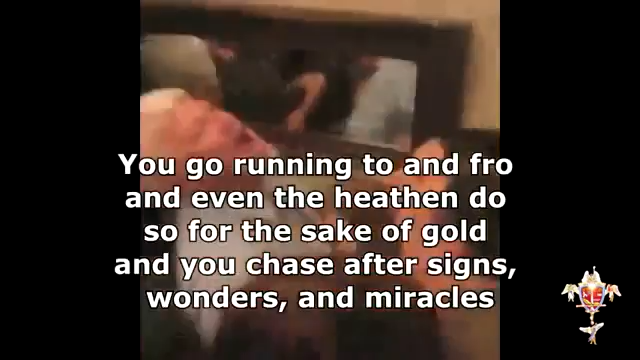 You go running to and fro
and even the heathen do
so for the sake of gold
and you chase after signs,
wonders, and miracles